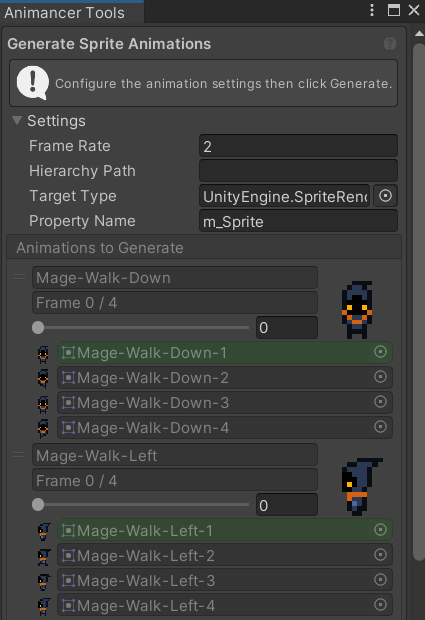 Animancer Tools
Generate Sprite Animations
Configure the animation settings then click Generate.
Settings
Frame Rate 2
Hierarchy Path
Target Type UnityEngine.SpriteRend
Property Name m_Sprite
Animations to Generate
Mage-Walk-Down
Frame 0 / 4
0
Mage-Walk-Down-1
Mage-Walk-Down-2
Mage-Walk-Down-3
Mage-Walk-Down-4
Mage-Walk-Left
Frame 0 / 4
0
Mage-Walk-Left-1
Mage-Walk-Left-2
Mage-Walk-Left-3
Mage-Walk-Left-4